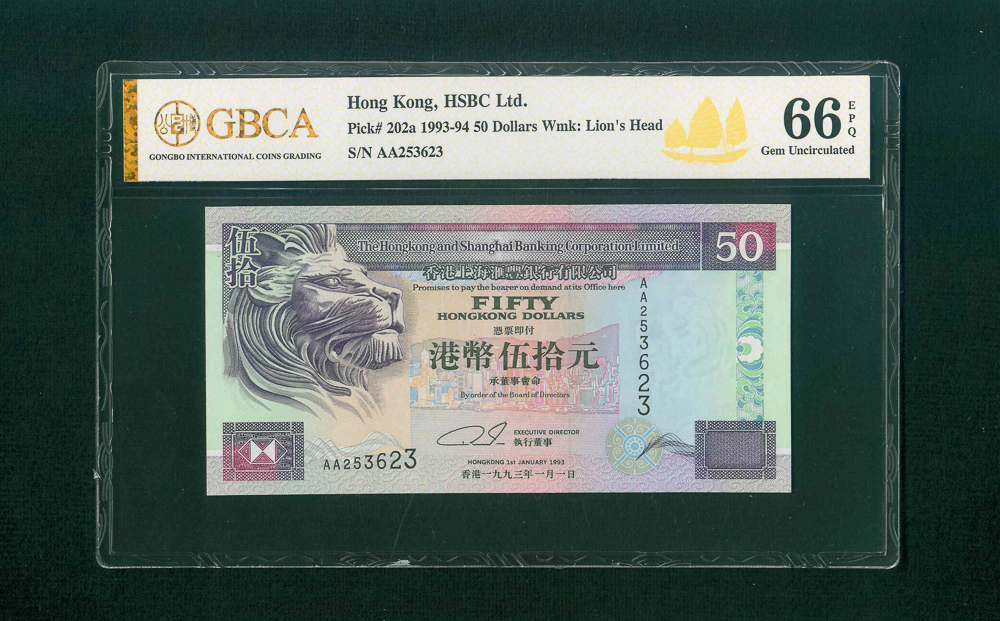 GBCA
GONGBO INTERNATIONAL COINS GRADING
Hong Kong, HSBC Ltd.
Pick# 202a 1993-94 50 Dollars Wmk: Lion's Head
S/N AA253623
66
EPQ
Gem Uncirculated
伍拾
The Hongkong and Shanghai Banking Corporation Limited
50
香港上海滙豐銀行有限公司
Promises to pay the bearer on demand at its Office here
FIFTY
HONGKONG DOLLARS
憑票即付
港幣伍拾元
承董事會命
By order of the Board of Directors
AA253623
EXECUTIVE DIRECTOR
執行董事
AA253623
HONGKONG 1st JANUARY 1993
香港一九九三年一月一日